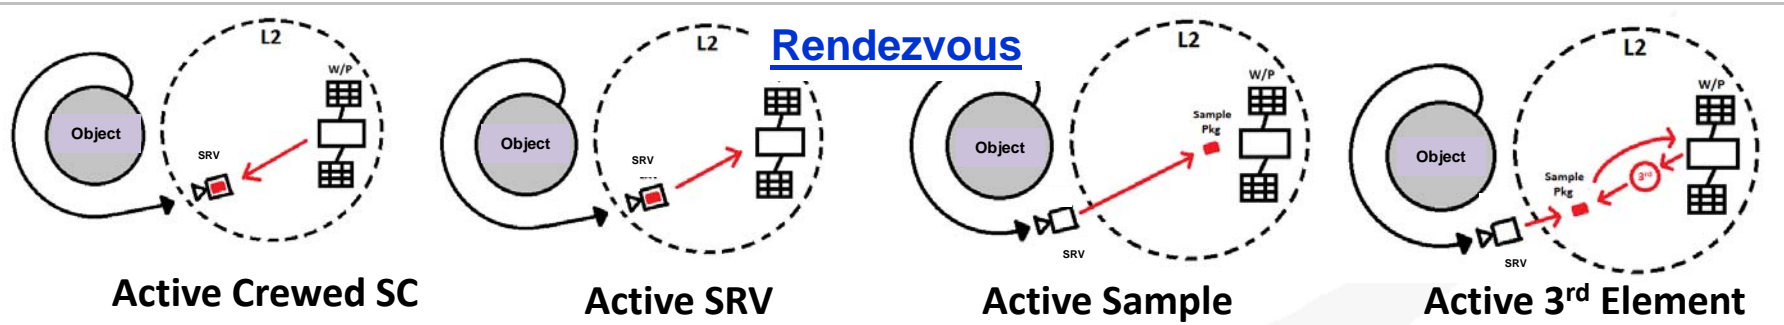 Rendezvous
L2
W/P
Object
SRV
Active Crewed SC
L2
Object
SRV
Active SRV
L2
W/P
Sample
Pkg
Object
SRV
Active Sample
L2
W/P
Object
3rd
Sample
Pkg
SRV
Active 3rd Element